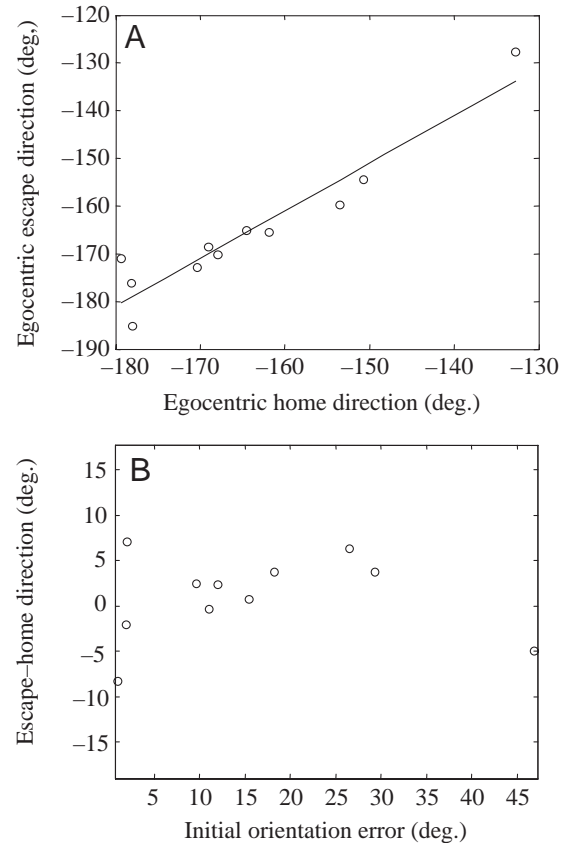 A
Egocentric escape direction (deg,)
−120
−130
−140
−150
−160
−170
−180
−190
−180 −170 −160 −150 −140 −130
Egocentric home direction (deg.)
B
Escape–home direction (deg.)
15
10
5
0
−5
−10
−15
5 10 15 20 25 30 35 40 45
Initial orientation error (deg.)